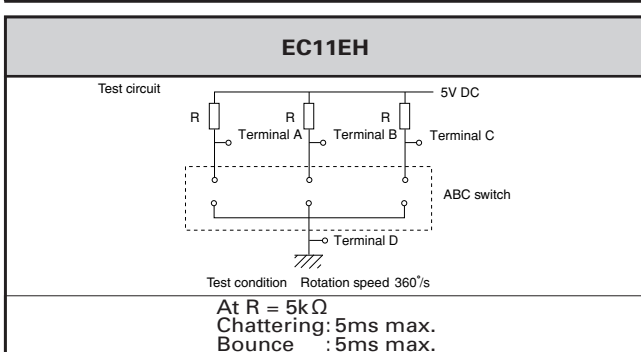 EC11EH
Test circuit
5V DC
R
R
R
Terminal A
Terminal B
Terminal C
ABC switch
Terminal D
Test condition Rotation speed 360˚/s
At R = 5kΩ
Chattering: 5ms max.
Bounce : 5ms max.